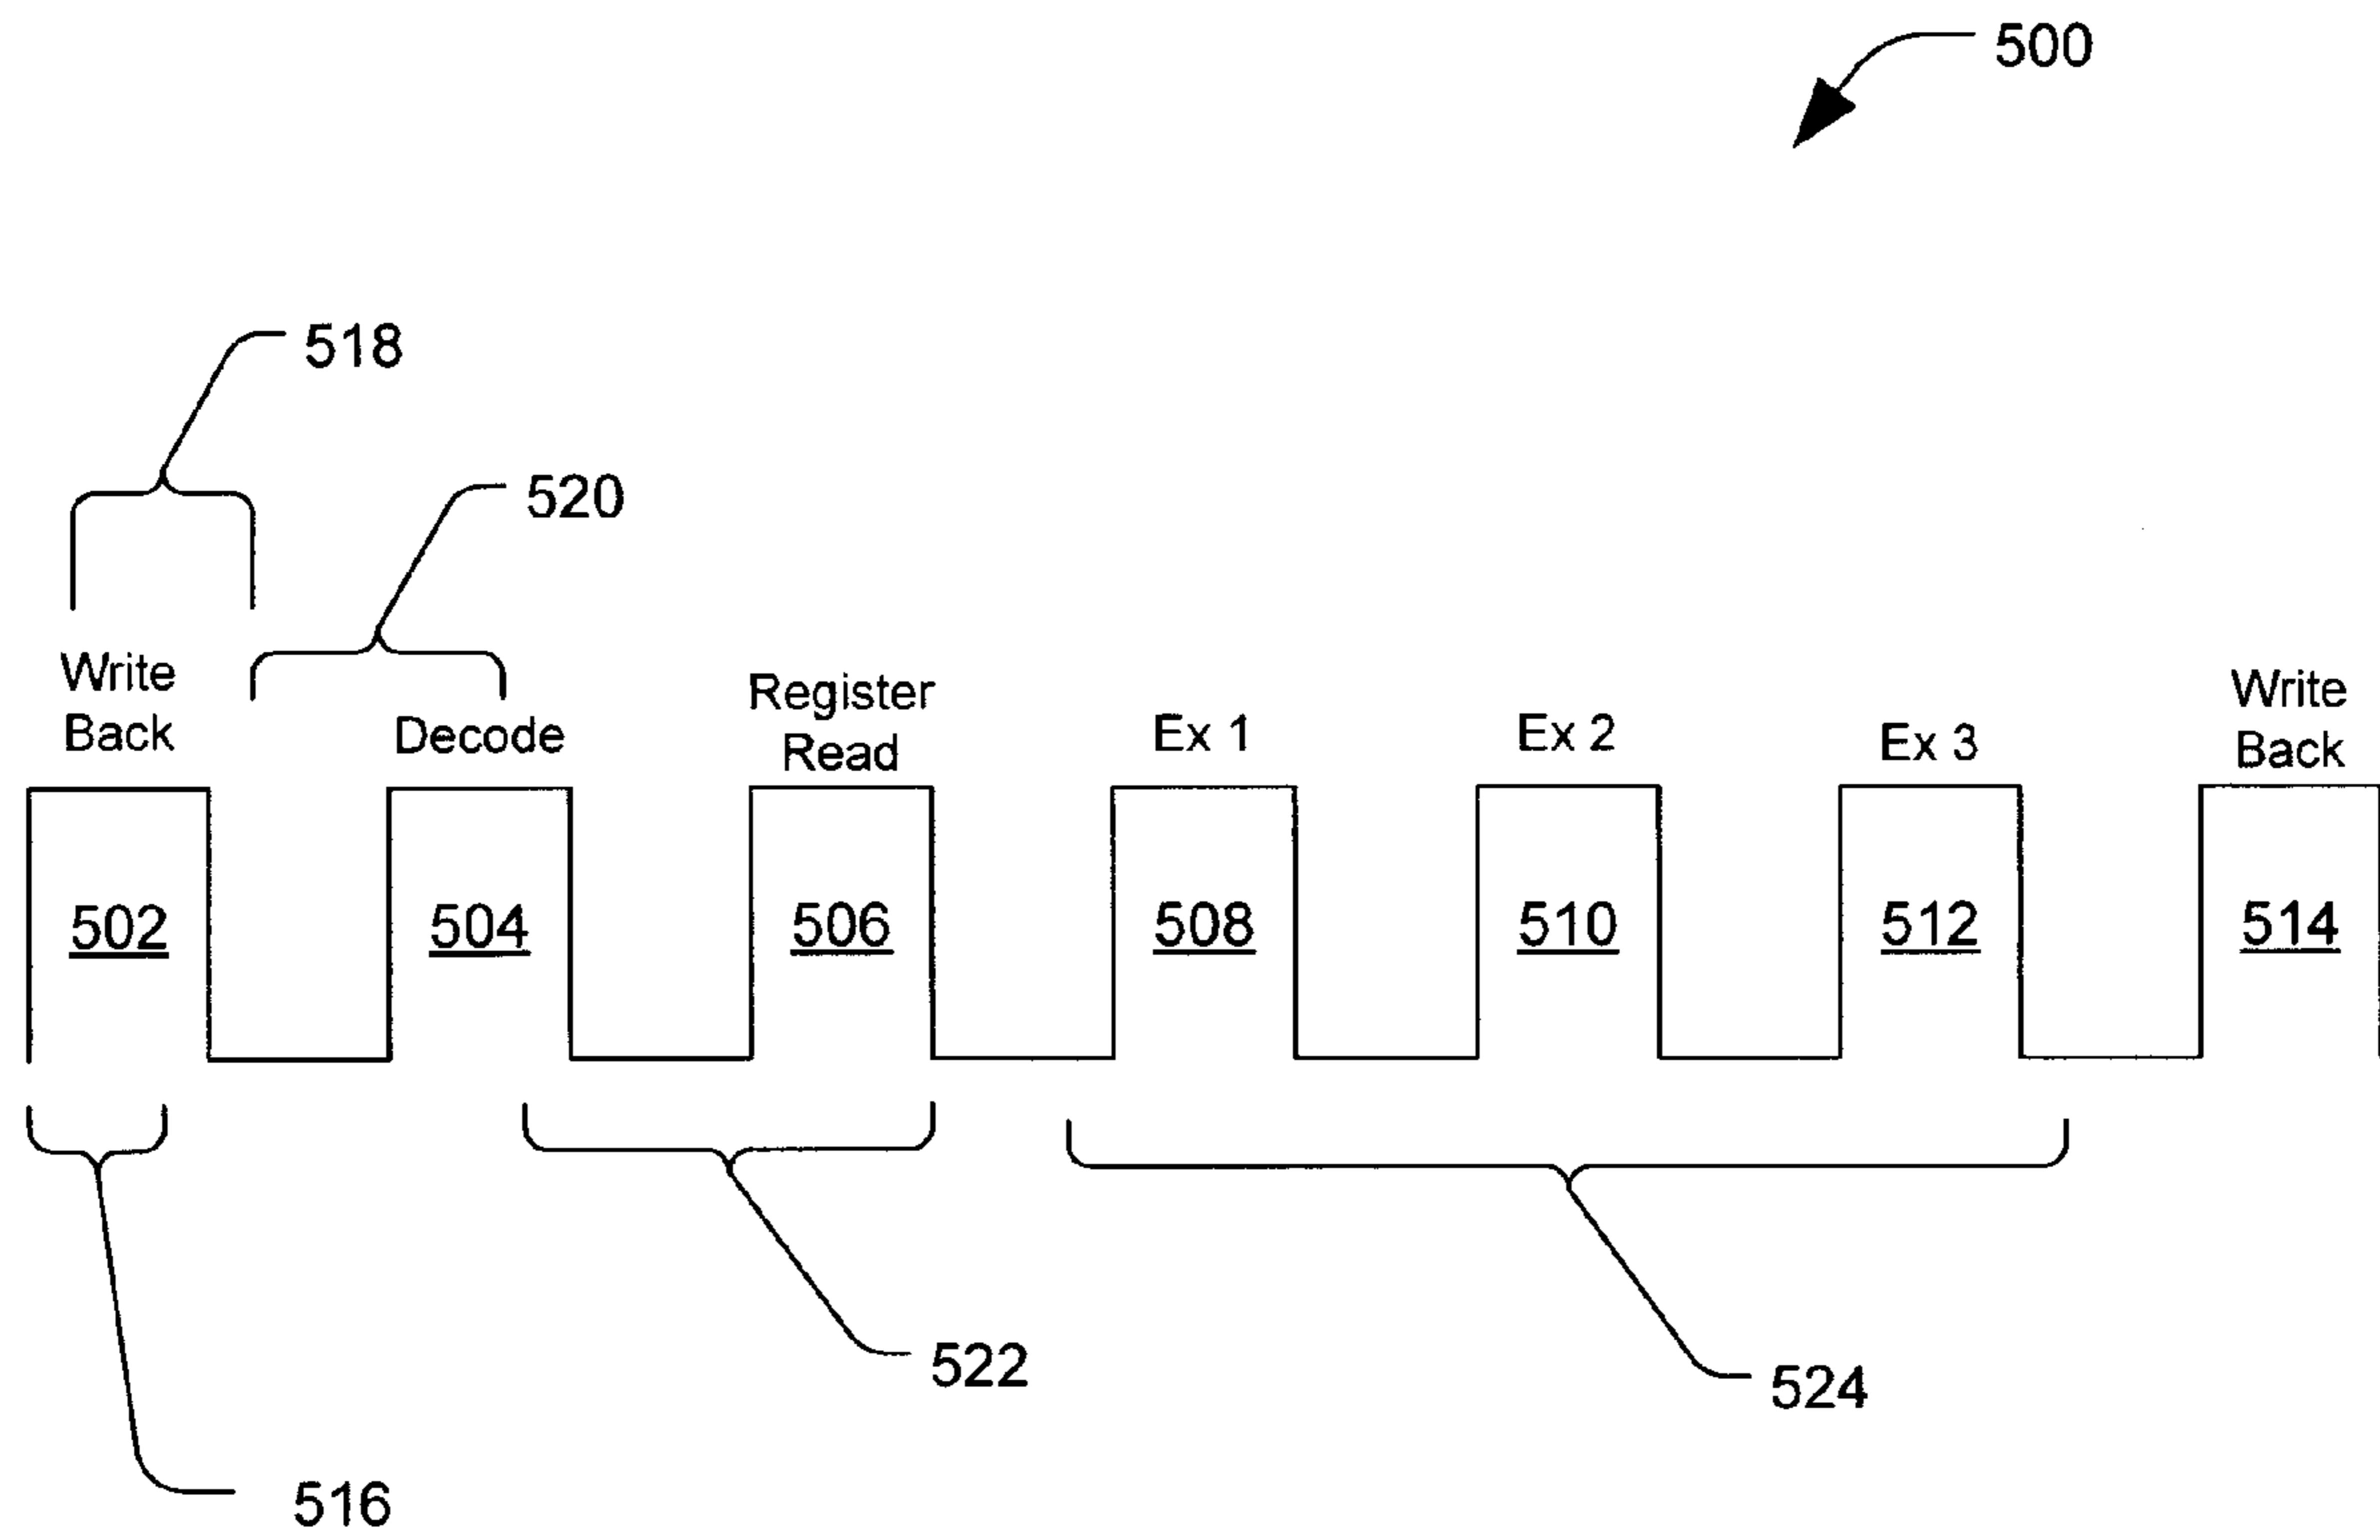 500
518
520
Write
Back
Decode
Register
Read
Ex 1
Ex 2
Ex 3
Write
Back
502
504
506
508
510
512
514
522
524
516